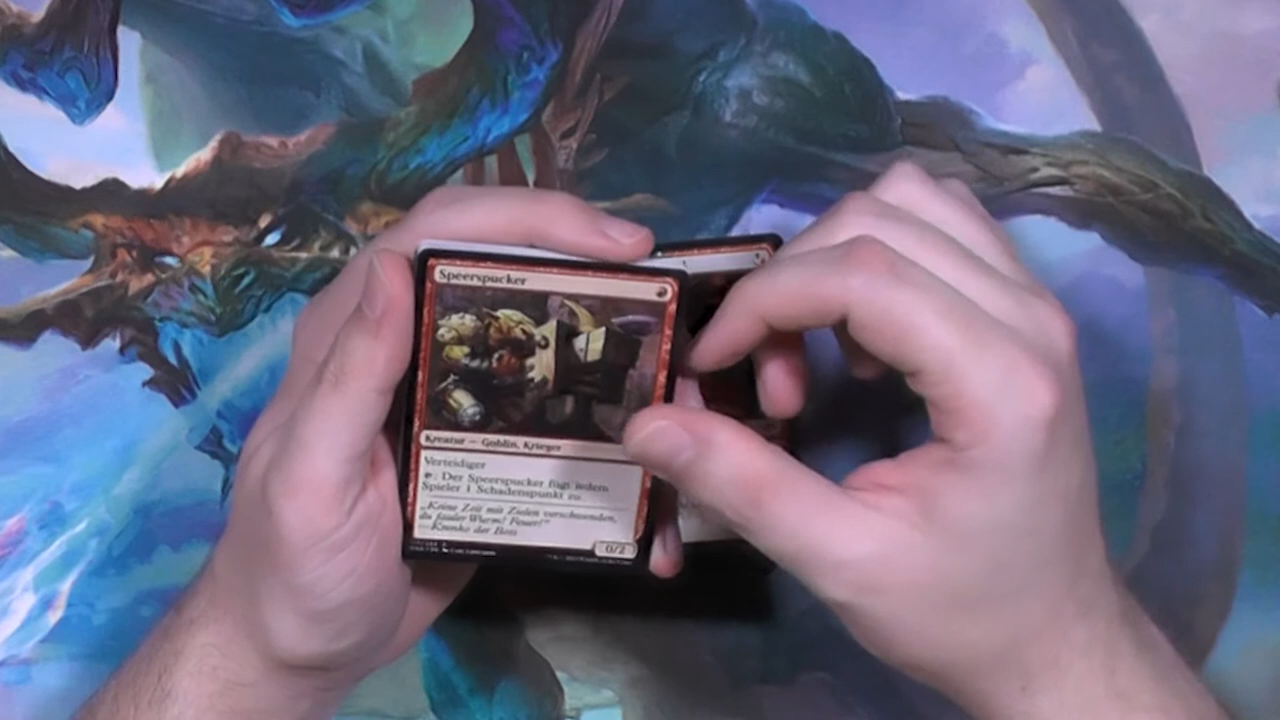 Speerspucker
Kreatur — Goblin, Krieger
Verteidiger
: Der Speerspucker fügt jedem
Spieler 1 Schadenspunkt zu.
„Keine Zeit mit Zielen verschwenden,
du fauler Wurm! Feuer!"
—Krenko der Boss
0/2